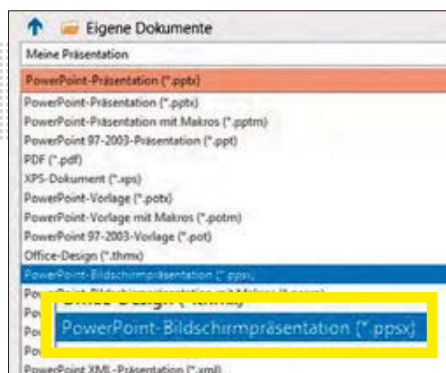 Eigene Dokumente
Meine Präsentation
PowerPoint-Präsentation (*.pptx)
PowerPoint-Präsentation (*.pptx)
PowerPoint-Präsentation mit Makros (*.pptm)
PowerPoint 97-2003-Präsentation (*.ppt)
PDF (*.pdf)
XPS-Dokument (*.xps)
PowerPoint-Vorlage (*.potx)
PowerPoint-Vorlage mit Makros (*.potm)
PowerPoint 97-2003-Vorlage (*.pot)
Office-Design (*.thmx)
PowerPoint-Bildschirmpräsentation (*.ppsx)
PowerPoint-Bildschirmpräsentation (*.ppsx)
PowerPoint XML-Präsentation (*.xml)